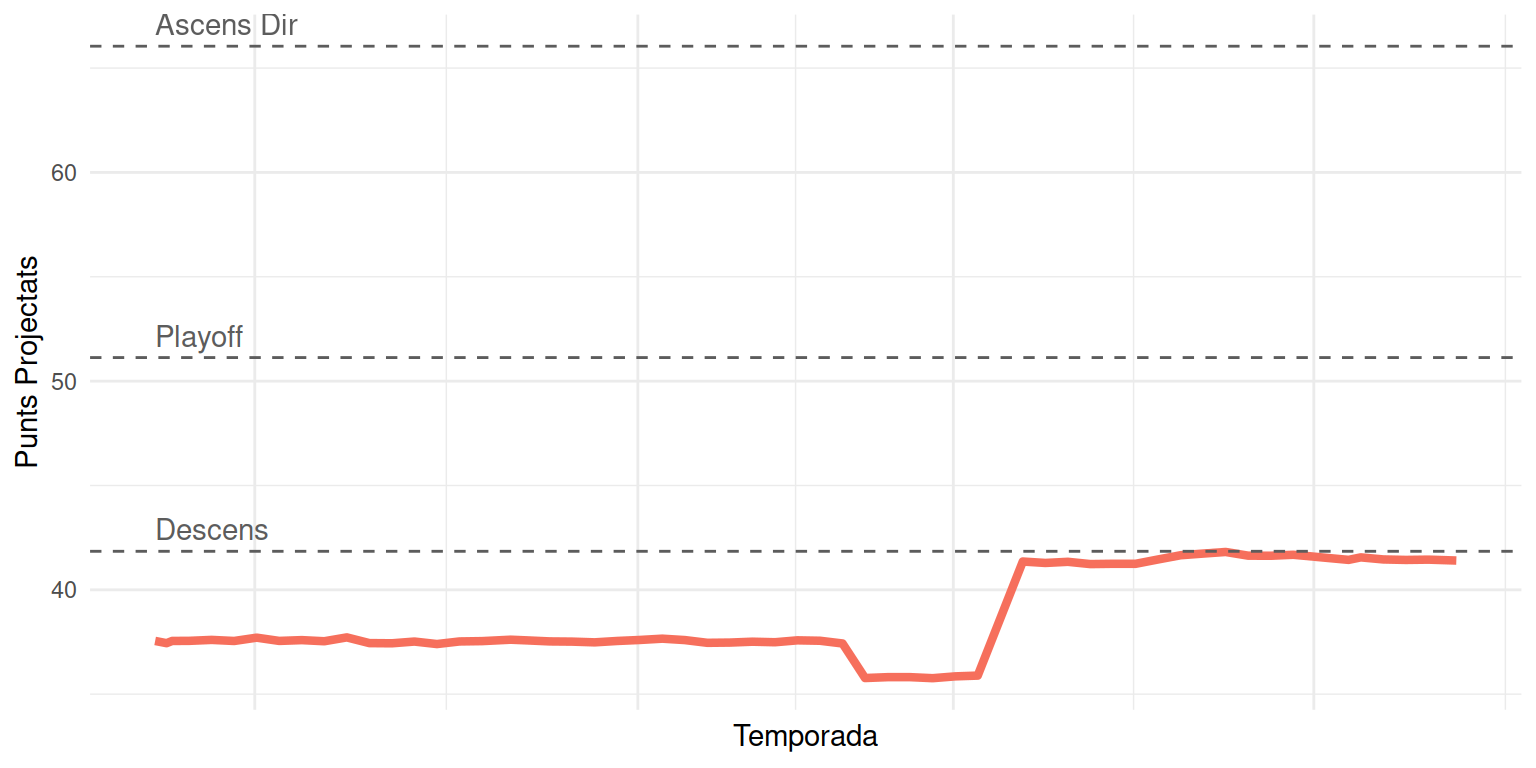 Ascens Dir
60
Playoff
50
Descens
40
Punts Projectats
Temporada